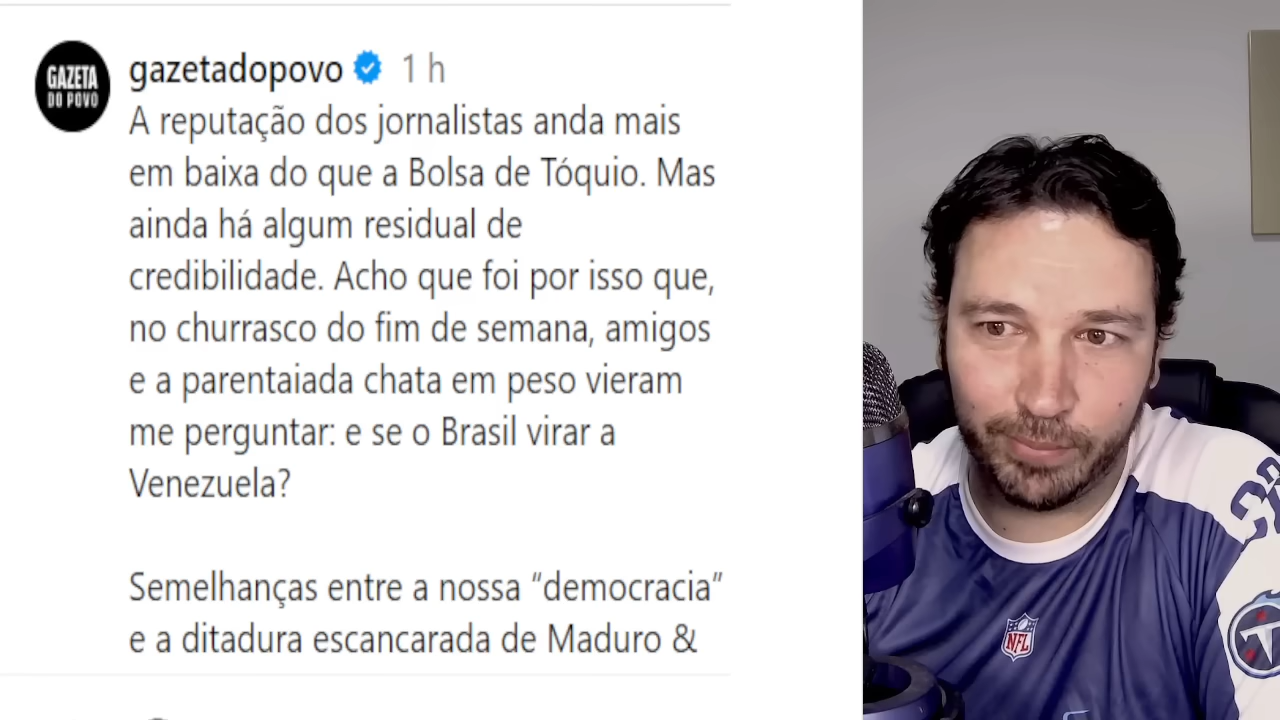 GAZETA
DO POVO
gazetadopovo 1 h
A reputação dos jornalistas anda mais
em baixa do que a Bolsa de Tóquio. Mas
ainda há algum residual de
credibilidade. Acho que foi por isso que,
no churrasco do fim de semana, amigos
e a parentaiada chata em peso vieram
me perguntar: e se o Brasil virar a
Venezuela?
Semelhanças entre a nossa “democracia”
e a ditadura escancarada de Maduro &
NFL